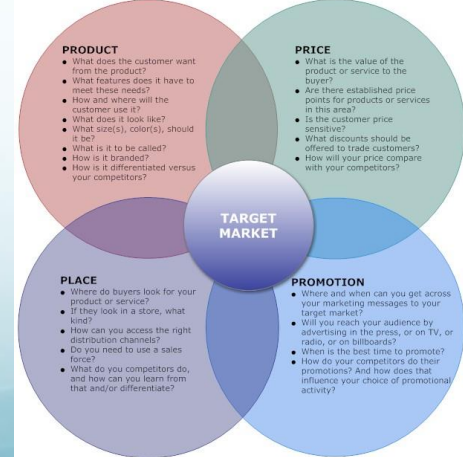 PRODUCT
• What does the customer want
from the product?
• What features does it have to
meet these needs?
• How and where will the
customer use it?
• What does it look like?
• What size(s), color(s), should
it be?
• What is it to be called?
• How is it branded?
• How is it differentiated versus
your competitors?
PRICE
• What is the value of the
product or service to the
buyer?
• Are there established price
points for products or services
in this area?
• Is the customer price
sensitive?
• What discounts should be
offered to trade customers?
• How will your price compare
with your competitors?
TARGET
MARKET
PLACE
• Where do buyers look for your
product or service?
• If they look in a store, what
kind?
• How can you access the right
distribution channels?
• Do you need to use a sales
force?
• What do you competitors do,
and how can you learn from
that and/or differentiate?
PROMOTION
• Where and when can you get across
your marketing messages to your
target market?
• Will you reach your audience by
advertising in the press, or on TV, or
radio, or on billboards?
• When is the best time to promote?
• How do your competitors do their
promotions? And how does that
influence your choice of promotional
activity?